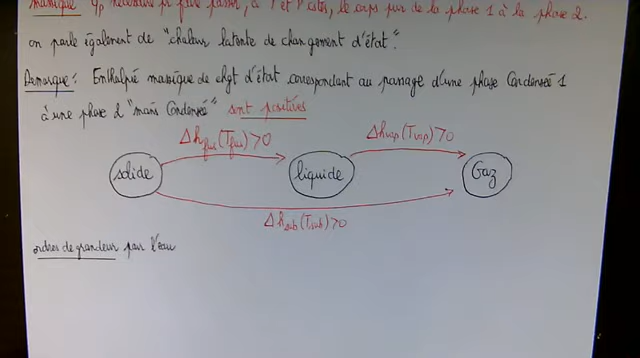 massique qp nécessaire pr faire passer, à T et P cstes, le corps pur de la phase 1 à la phase 2.
on parle également de "chaleur latente de changement d'état".
Remarque: Enthalpie massique de chgt d'état correspondant au passage d'une phase Condensée 1
à une phase 2 "moins Condensée" sont positives
Δhfus(Tfus)>0
Δhvap(Tvap)>0
solide
liquide
Gaz
Δhsub(Tsub)>0
ordres de grandeur pour l'eau